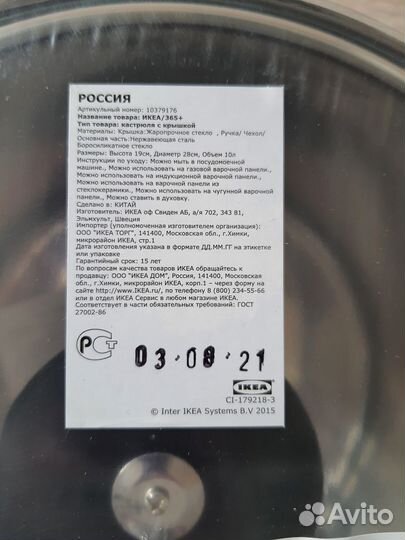 РОССИЯ
Артикульный номер: 10379176
Название товара: ИКЕА/365+
Тип товара: кастрюля с крышкой
Материалы: Крышка:Жаропрочное стекло , Ручка/ Чехол/
Основная часть: Нержавеющая сталь
Боросиликатное стекло
Размеры: Высота 19см, Диаметр 28см, Объем 10л
Инструкции по уходу: Можно мыть в посудомоечной
машине., Можно использовать на газовой варочной панели.,
Можно использовать на индукционной варочной панели.,
Можно использовать на варочной панели из
стеклокерамики., Можно использовать на чугунной варочной
панели., Можно ставить в духовку.
Сделано в: КИТАЙ
Изготовитель: ИКЕА оф Свиден АБ, а/я 702, 343 81,
Эльмхульт, Швеция
Импортер (уполномоченная изготовителем организация):
ООО "ИКЕА ТОРГ", 141400, Московская обл., г.Химки,
микрорайон ИКЕА, стр.1
Дата изготовления указана в формате ДД.ММ.ГГ на этикетке
или упаковке
Гарантийный срок: 15 лет
По вопросам качества товаров ИКЕА обращайтесь к
продавцу: ООО "ИКЕА ДОМ", Россия, 141400, Московская
обл., г.Химки, микрорайон ИКЕА, корп.1 – через форму на
сайте http://www.IKEA.ru/, по телефону 8 (800) 234-55-66
или в отдел ИКЕА Сервис в любом магазине ИКЕА.
Соответствует в части обязательных требований: ГОСТ
27002-86
РСТ
03·08·21
IKEA
CI-179218-3
© Inter IKEA Systems B.V 2015
Avito